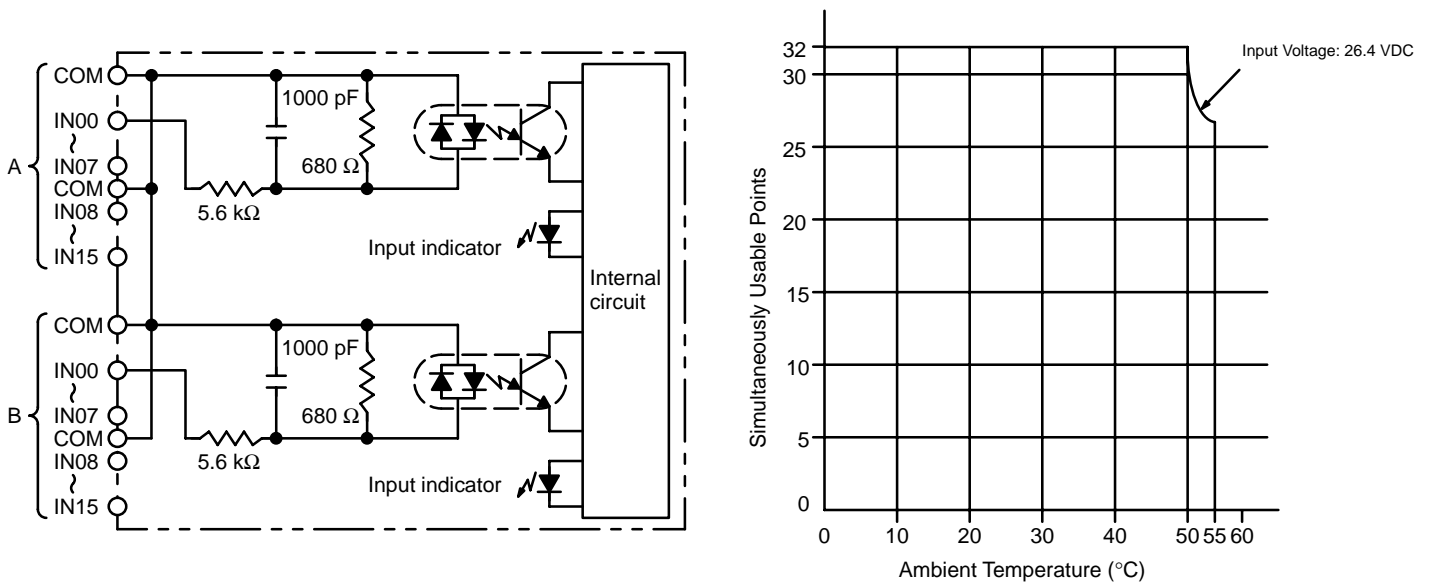 A
COM
IN00
~
IN07
COM
IN08
~
IN15
1000 pF
680 Ω
5.6 kΩ
Input indicator
Internal
circuit
B
COM
IN00
~
IN07
COM
IN08
~
IN15
1000 pF
680 Ω
5.6 kΩ
Input indicator
Simultaneously Usable Points
32
30
25
20
15
10
5
0
Input Voltage: 26.4 VDC
0 10 20 30 40 50 55 60
Ambient Temperature (°C)